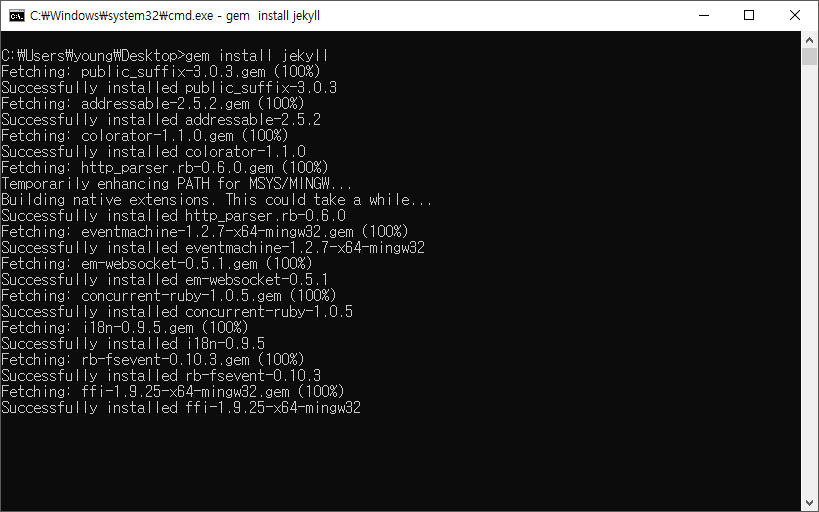 C:₩Windows₩system32₩cmd.exe - gem  install jekyll
C:₩Users₩young₩Desktop>gem install jekyll
Fetching: public_suffix-3.0.3.gem (100%)
Successfully installed public_suffix-3.0.3
Fetching: addressable-2.5.2.gem (100%)
Successfully installed addressable-2.5.2
Fetching: colorator-1.1.0.gem (100%)
Successfully installed colorator-1.1.0
Fetching: http_parser.rb-0.6.0.gem (100%)
Temporarily enhancing PATH for MSYS/MINGW...
Building native extensions. This could take a while...
Successfully installed http_parser.rb-0.6.0
Fetching: eventmachine-1.2.7-x64-mingw32.gem (100%)
Successfully installed eventmachine-1.2.7-x64-mingw32
Fetching: em-websocket-0.5.1.gem (100%)
Successfully installed em-websocket-0.5.1
Fetching: concurrent-ruby-1.0.5.gem (100%)
Successfully installed concurrent-ruby-1.0.5
Fetching: i18n-0.9.5.gem (100%)
Successfully installed i18n-0.9.5
Fetching: rb-fsevent-0.10.3.gem (100%)
Successfully installed rb-fsevent-0.10.3
Fetching: ffi-1.9.25-x64-mingw32.gem (100%)
Successfully installed ffi-1.9.25-x64-mingw32